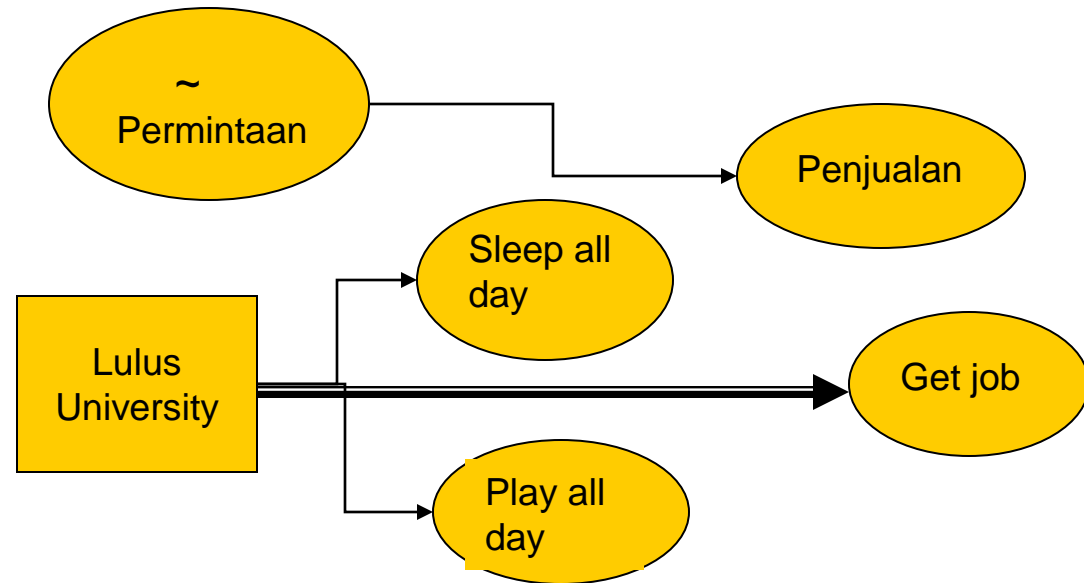 ~
Permintaan
Penjualan
Sleep all
day
Lulus
University
Get job
Play all
day